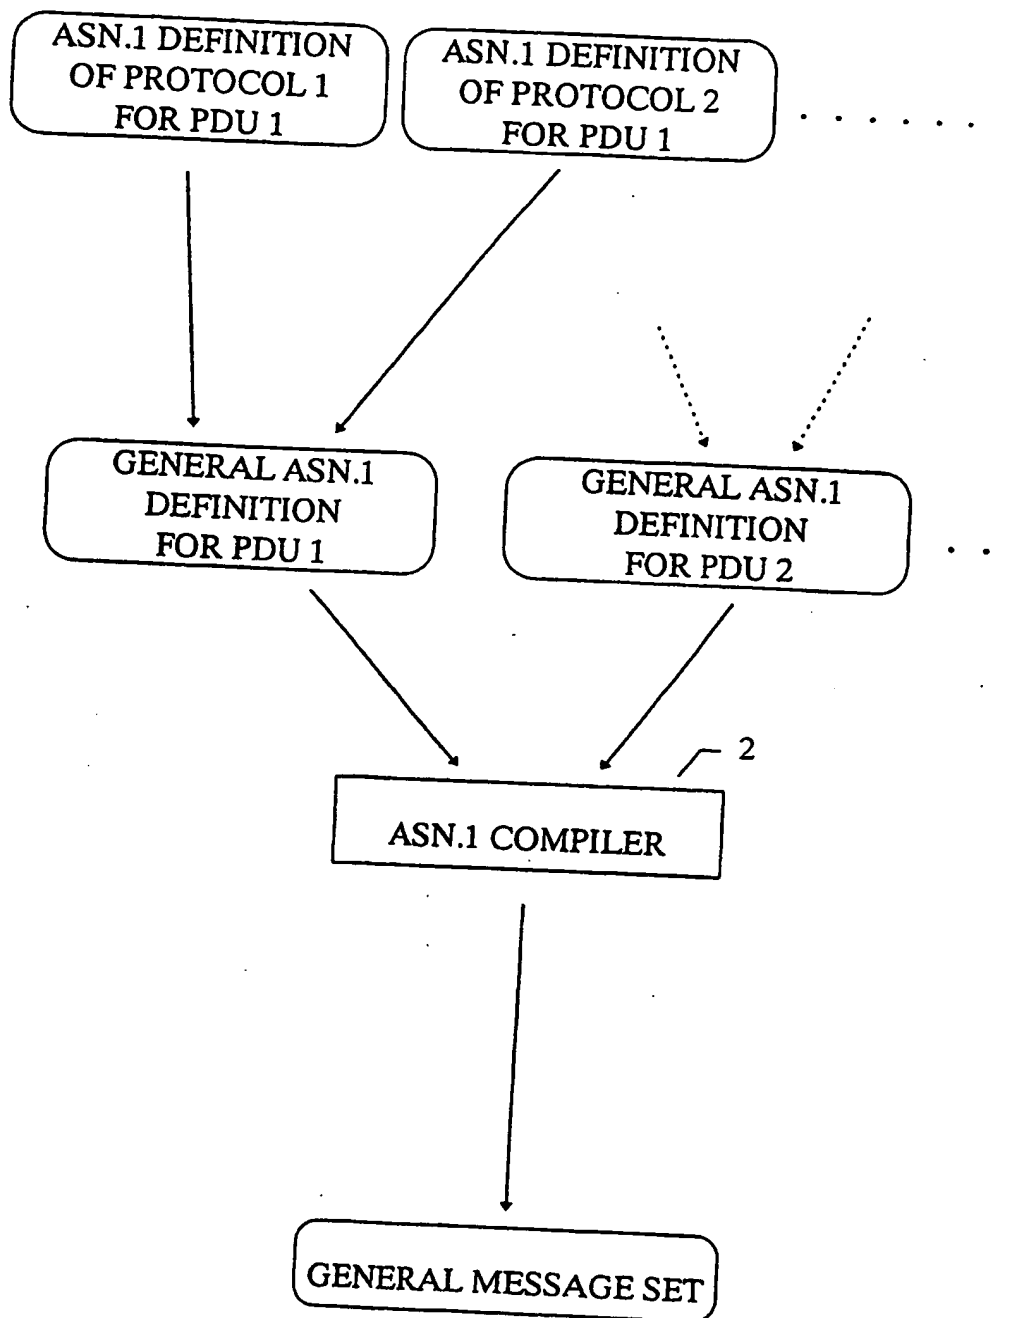 ASN.1 DEFINITION
OF PROTOCOL 1
FOR PDU 1
ASN.1 DEFINITION
OF PROTOCOL 2
FOR PDU 1
GENERAL ASN.1
DEFINITION
FOR PDU 1
GENERAL ASN.1
DEFINITION
FOR PDU 2
2
ASN.1 COMPILER
GENERAL MESSAGE SET